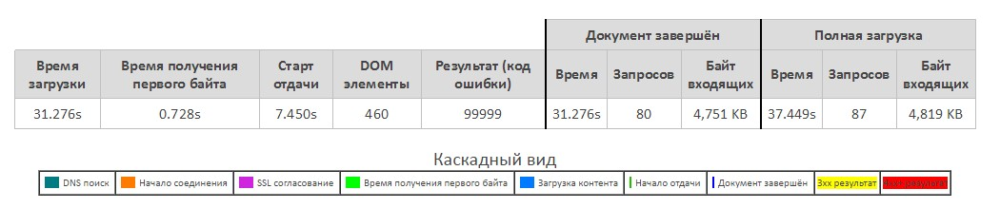 Документ завершён Полная загрузка
Время загрузки Время получения первого байта Старт отдачи DOM элементы Результат (код ошибки) Время Запросов Байт входящих Время Запросов Байт входящих
31.276s 0.728s 7.450s 460 99999 31.276s 80 4,751 KB 37.449s 87 4,819 KB
Каскадный вид
DNS поиск Начало соединения SSL согласование Время получения первого байта Загрузка контента Начало отдачи Документ завершён 3xx результат результат